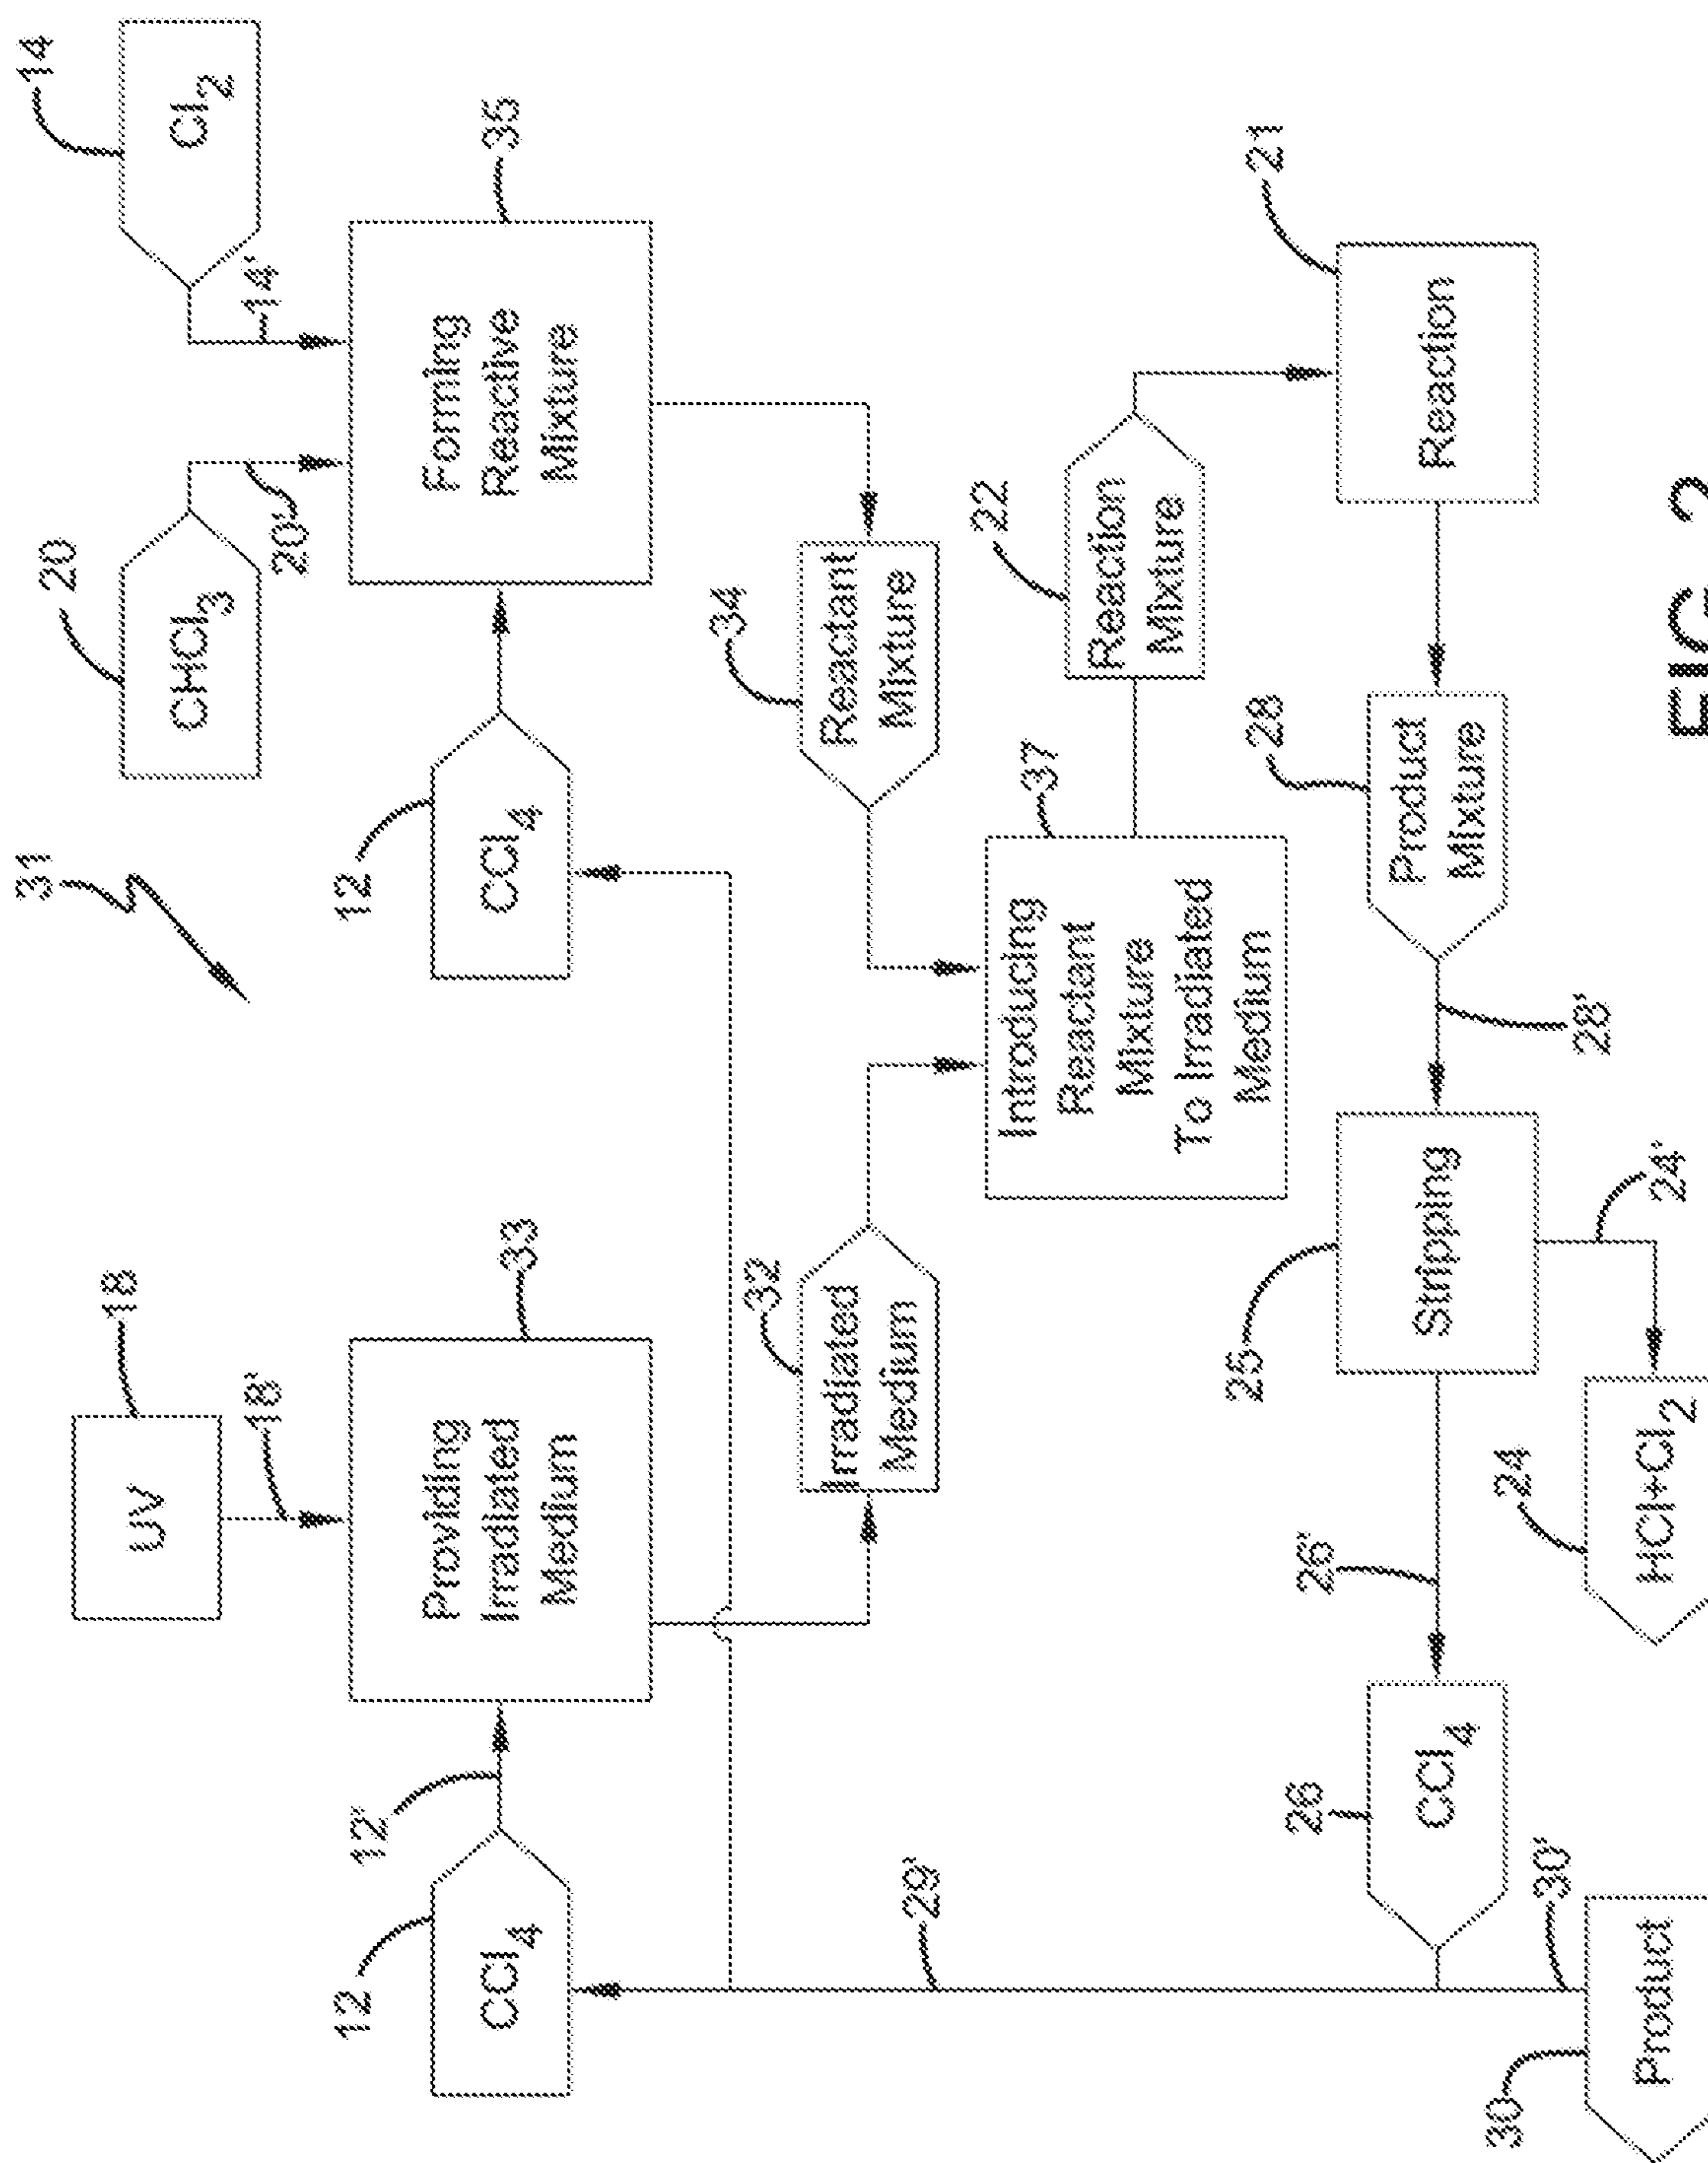 31
14
20
18
UV
CHCl3
Cl2
18'
20'
14'
12
12'
12
33
35
CCl4
Providing
Irradiated
Medium
CCl4
Forming
Reactive
Mixture
32
34
Irradiated
Medium
Reactant
Mixture
29'
37
22
Introducing
Reactant
Mixture
To Irradiated
Medium
Reaction
Mixture
26
26'
25
28
21
CCl4
Stripping
Product
Mixture
Reaction
30
30'
24
24'
28'
Product
HCl+Cl2
FIG. 2